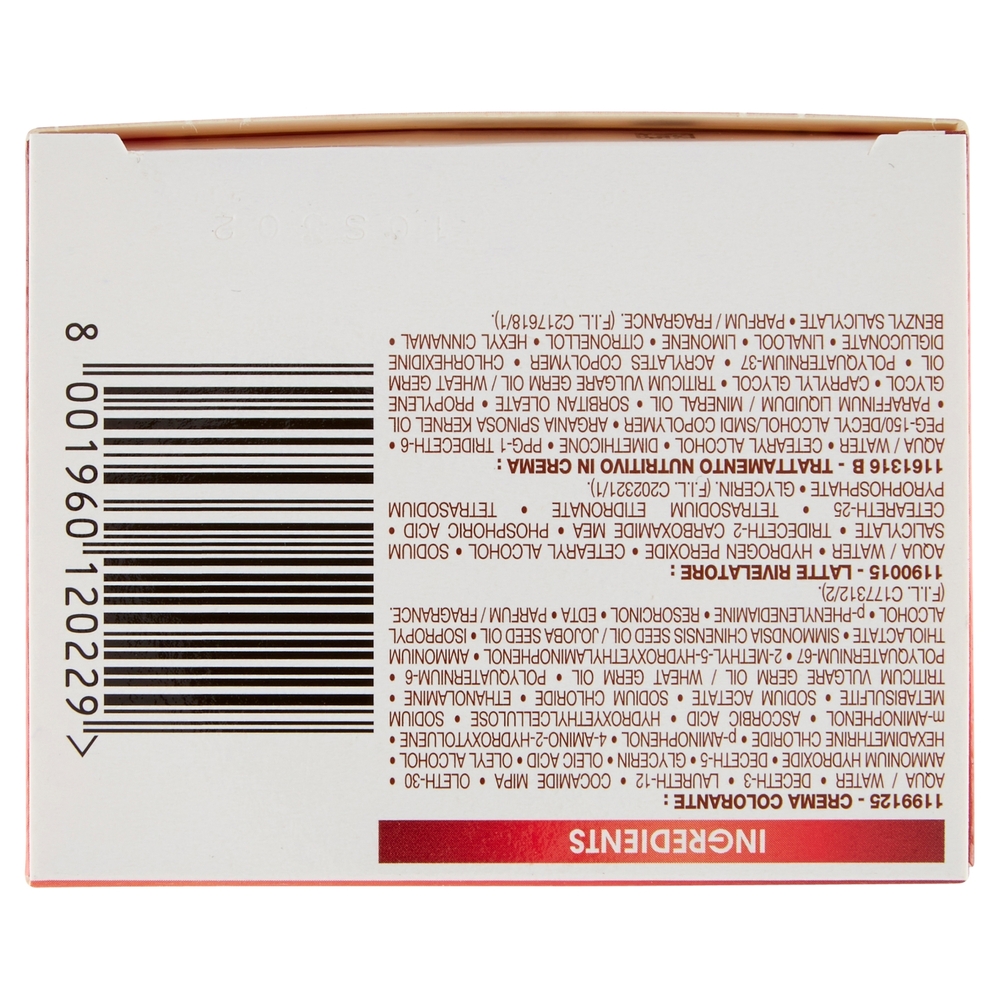 INGREDIENTS
1199125 - CREMA COLORANTE :
AQUA / WATER • DECETH-3 • LAURETH-12 • COCAMIDE MIPA • OLETH-30 •
AMMONIUM HYDROXIDE • DECETH-5 • GLYCERIN • OLEIC ACID • OLEYL ALCOHOL •
HEXADIMETHRINE CHLORIDE • p-AMINOPHENOL • 4-AMINO-2-HYDROXYTOLUENE •
m-AMINOPHENOL • ASCORBIC ACID • HYDROXYETHYLCELLULOSE • SODIUM
METABISULFITE • SODIUM ACETATE • SODIUM CHLORIDE • ETHANOLAMINE •
TRITICUM VULGARE GERM OIL / WHEAT GERM OIL • POLYQUATERNIUM-6 •
POLYQUATERNIUM-67 • 2-METHYL-5-HYDROXYETHYLAMINOPHENOL • AMMONIUM
THIOLACTATE • SIMMONDSIA CHINENSIS SEED OIL / JOJOBA SEED OIL • ISOPROPYL
ALCOHOL • p-PHENYLENEDIAMINE • RESORCINOL • EDTA • PARFUM / FRAGRANCE.
(F.I.L. C177312/2).
1190015 - LATTE RIVELATORE :
AQUA / WATER • HYDROGEN PEROXIDE • CETEARYL ALCOHOL • SODIUM
SALICYLATE • TRIDECETH-2 CARBOXAMIDE MEA • PHOSPHORIC ACID •
CETEARETH-25 • TETRASODIUM ETIDRONATE • TETRASODIUM
PYROPHOSPHATE • GLYCERIN. (F.I.L. C202321/1).
1161316 B - TRATTAMENTO NUTRITIVO IN CREMA :
AQUA / WATER • CETEARYL ALCOHOL • DIMETHICONE • PPG-1 TRIDECETH-6 •
PEG-150/DECYL ALCOHOL/SMDI COPOLYMER • ARGANIA SPINOSA KERNEL OIL
• PARAFFINUM LIQUIDUM / MINERAL OIL • SORBITAN OLEATE • PROPYLENE
GLYCOL • CAPRYLYL GLYCOL • TRITICUM VULGARE GERM OIL / WHEAT GERM
OIL • POLYQUATERNIUM-37 • ACRYLATES COPOLYMER • CHLORHEXIDINE
DIGLUCONATE • LINALOOL • LIMONENE • CITRONELLOL • HEXYL CINNAMAL •
BENZYL SALICYLATE • PARFUM / FRAGRANCE. (F.I.L. C217618/1).
8 001960 120229 >